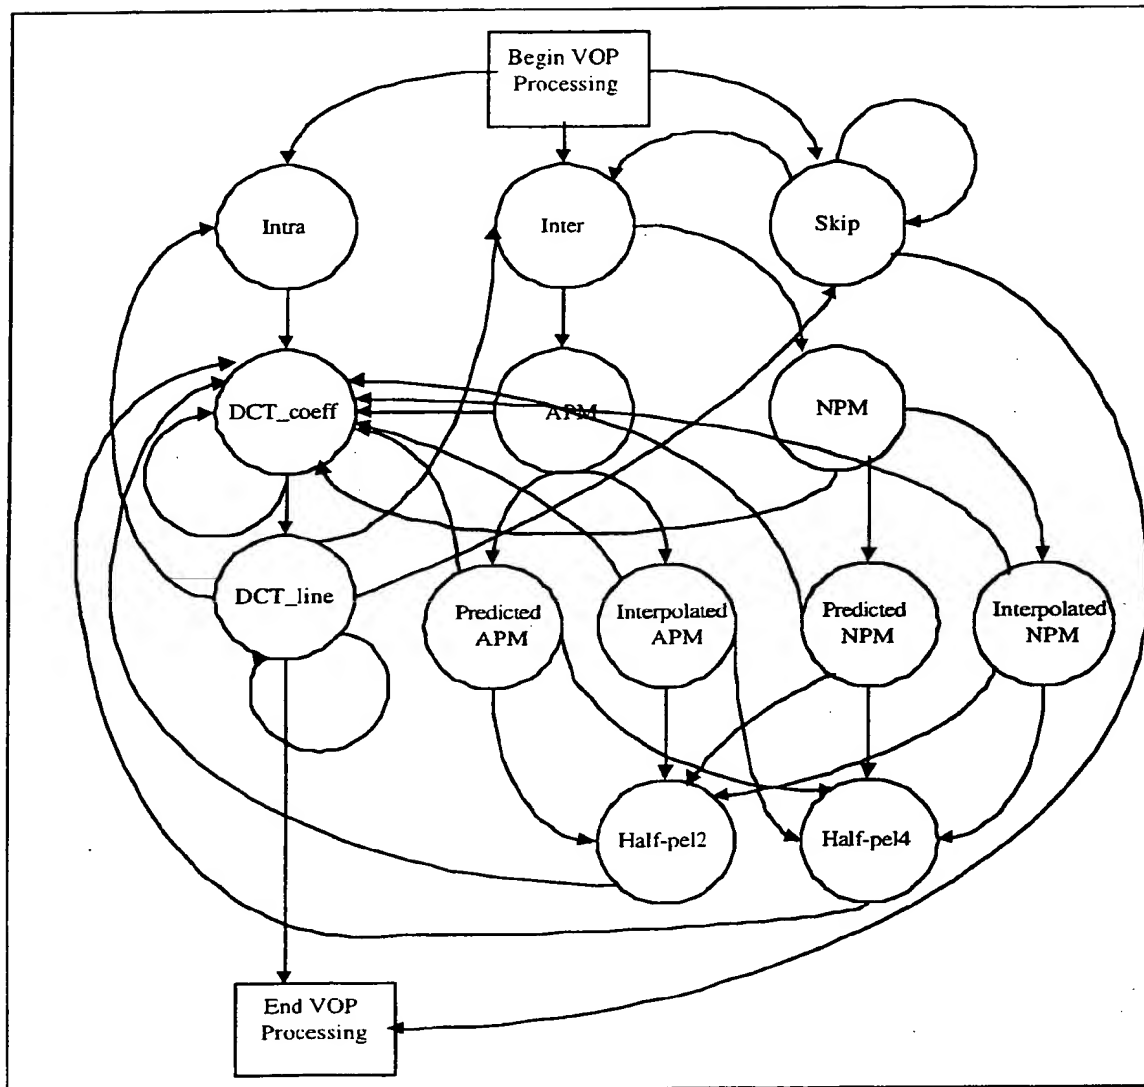 Begin VOP
Processing
Intra
Inter
Skip
DCT_coeff
APM
NPM
DCT_line
Predicted
APM
Interpolated
APM
Predicted
NPM
Interpolated
NPM
Half-pel2
Half-pel4
End VOP
Processing